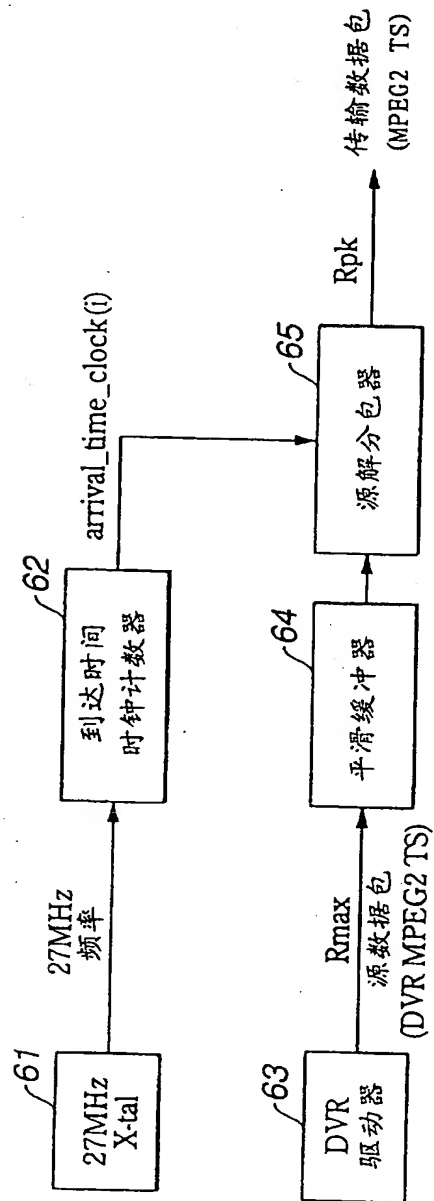 61
27MHz
X-tal
27MHz
频率
62
到达时间
时钟计数器
arrival_time_clock(i)
63
DVR
驱动器
Rmax
源数据包
(DVR MPEG2 TS)
64
平滑缓冲器
65
源解分包器
Rpk
传输数据包
(MPEG2 TS)